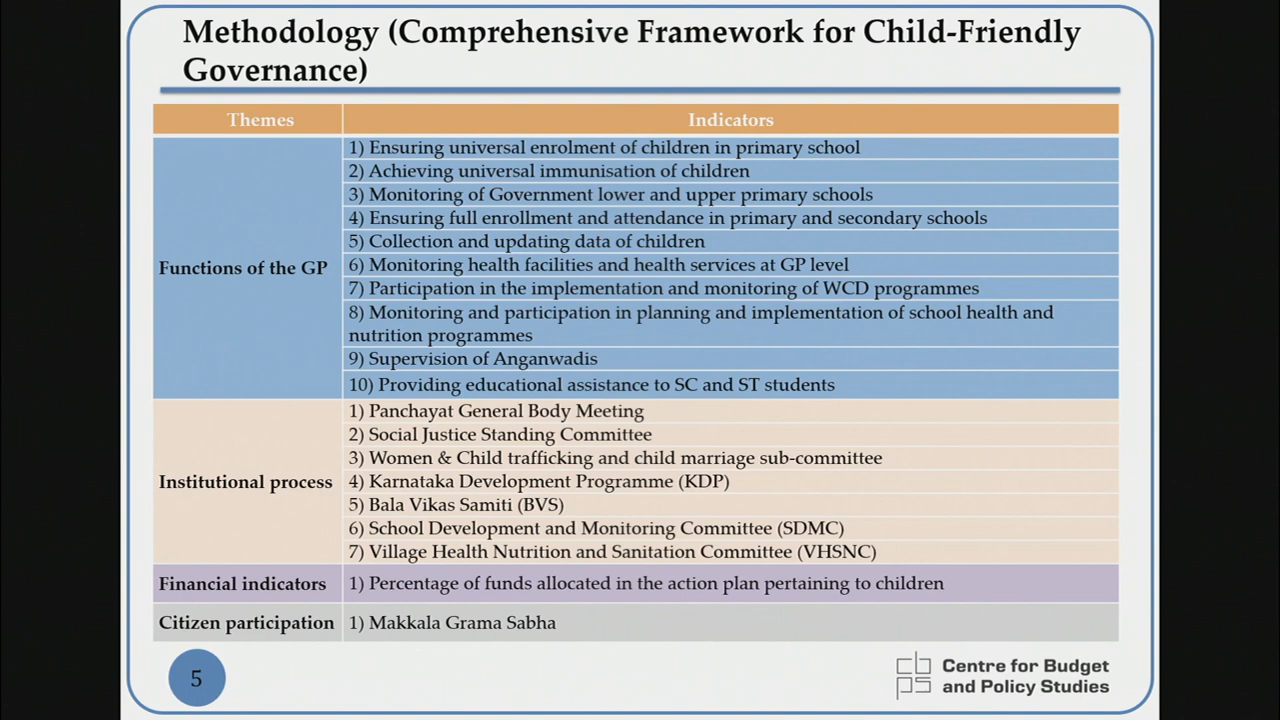 Methodology (Comprehensive Framework for Child-Friendly
Governance)
Themes
Indicators
Functions of the GP
1) Ensuring universal enrolment of children in primary school
2) Achieving universal immunisation of children
3) Monitoring of Government lower and upper primary schools
4) Ensuring full enrollment and attendance in primary and secondary schools
5) Collection and updating data of children
6) Monitoring health facilities and health services at GP level
7) Participation in the implementation and monitoring of WCD programmes
8) Monitoring and participation in planning and implementation of school health and
nutrition programmes
9) Supervision of Anganwadis
10) Providing educational assistance to SC and ST students
Institutional process
1) Panchayat General Body Meeting
2) Social Justice Standing Committee
3) Women & Child trafficking and child marriage sub-committee
4) Karnataka Development Programme (KDP)
5) Bala Vikas Samiti (BVS)
6) School Development and Monitoring Committee (SDMC)
7) Village Health Nutrition and Sanitation Committee (VHSNC)
Financial indicators
1) Percentage of funds allocated in the action plan pertaining to children
Citizen participation
1) Makkala Grama Sabha
5
cb
ps
Centre for Budget
and Policy Studies